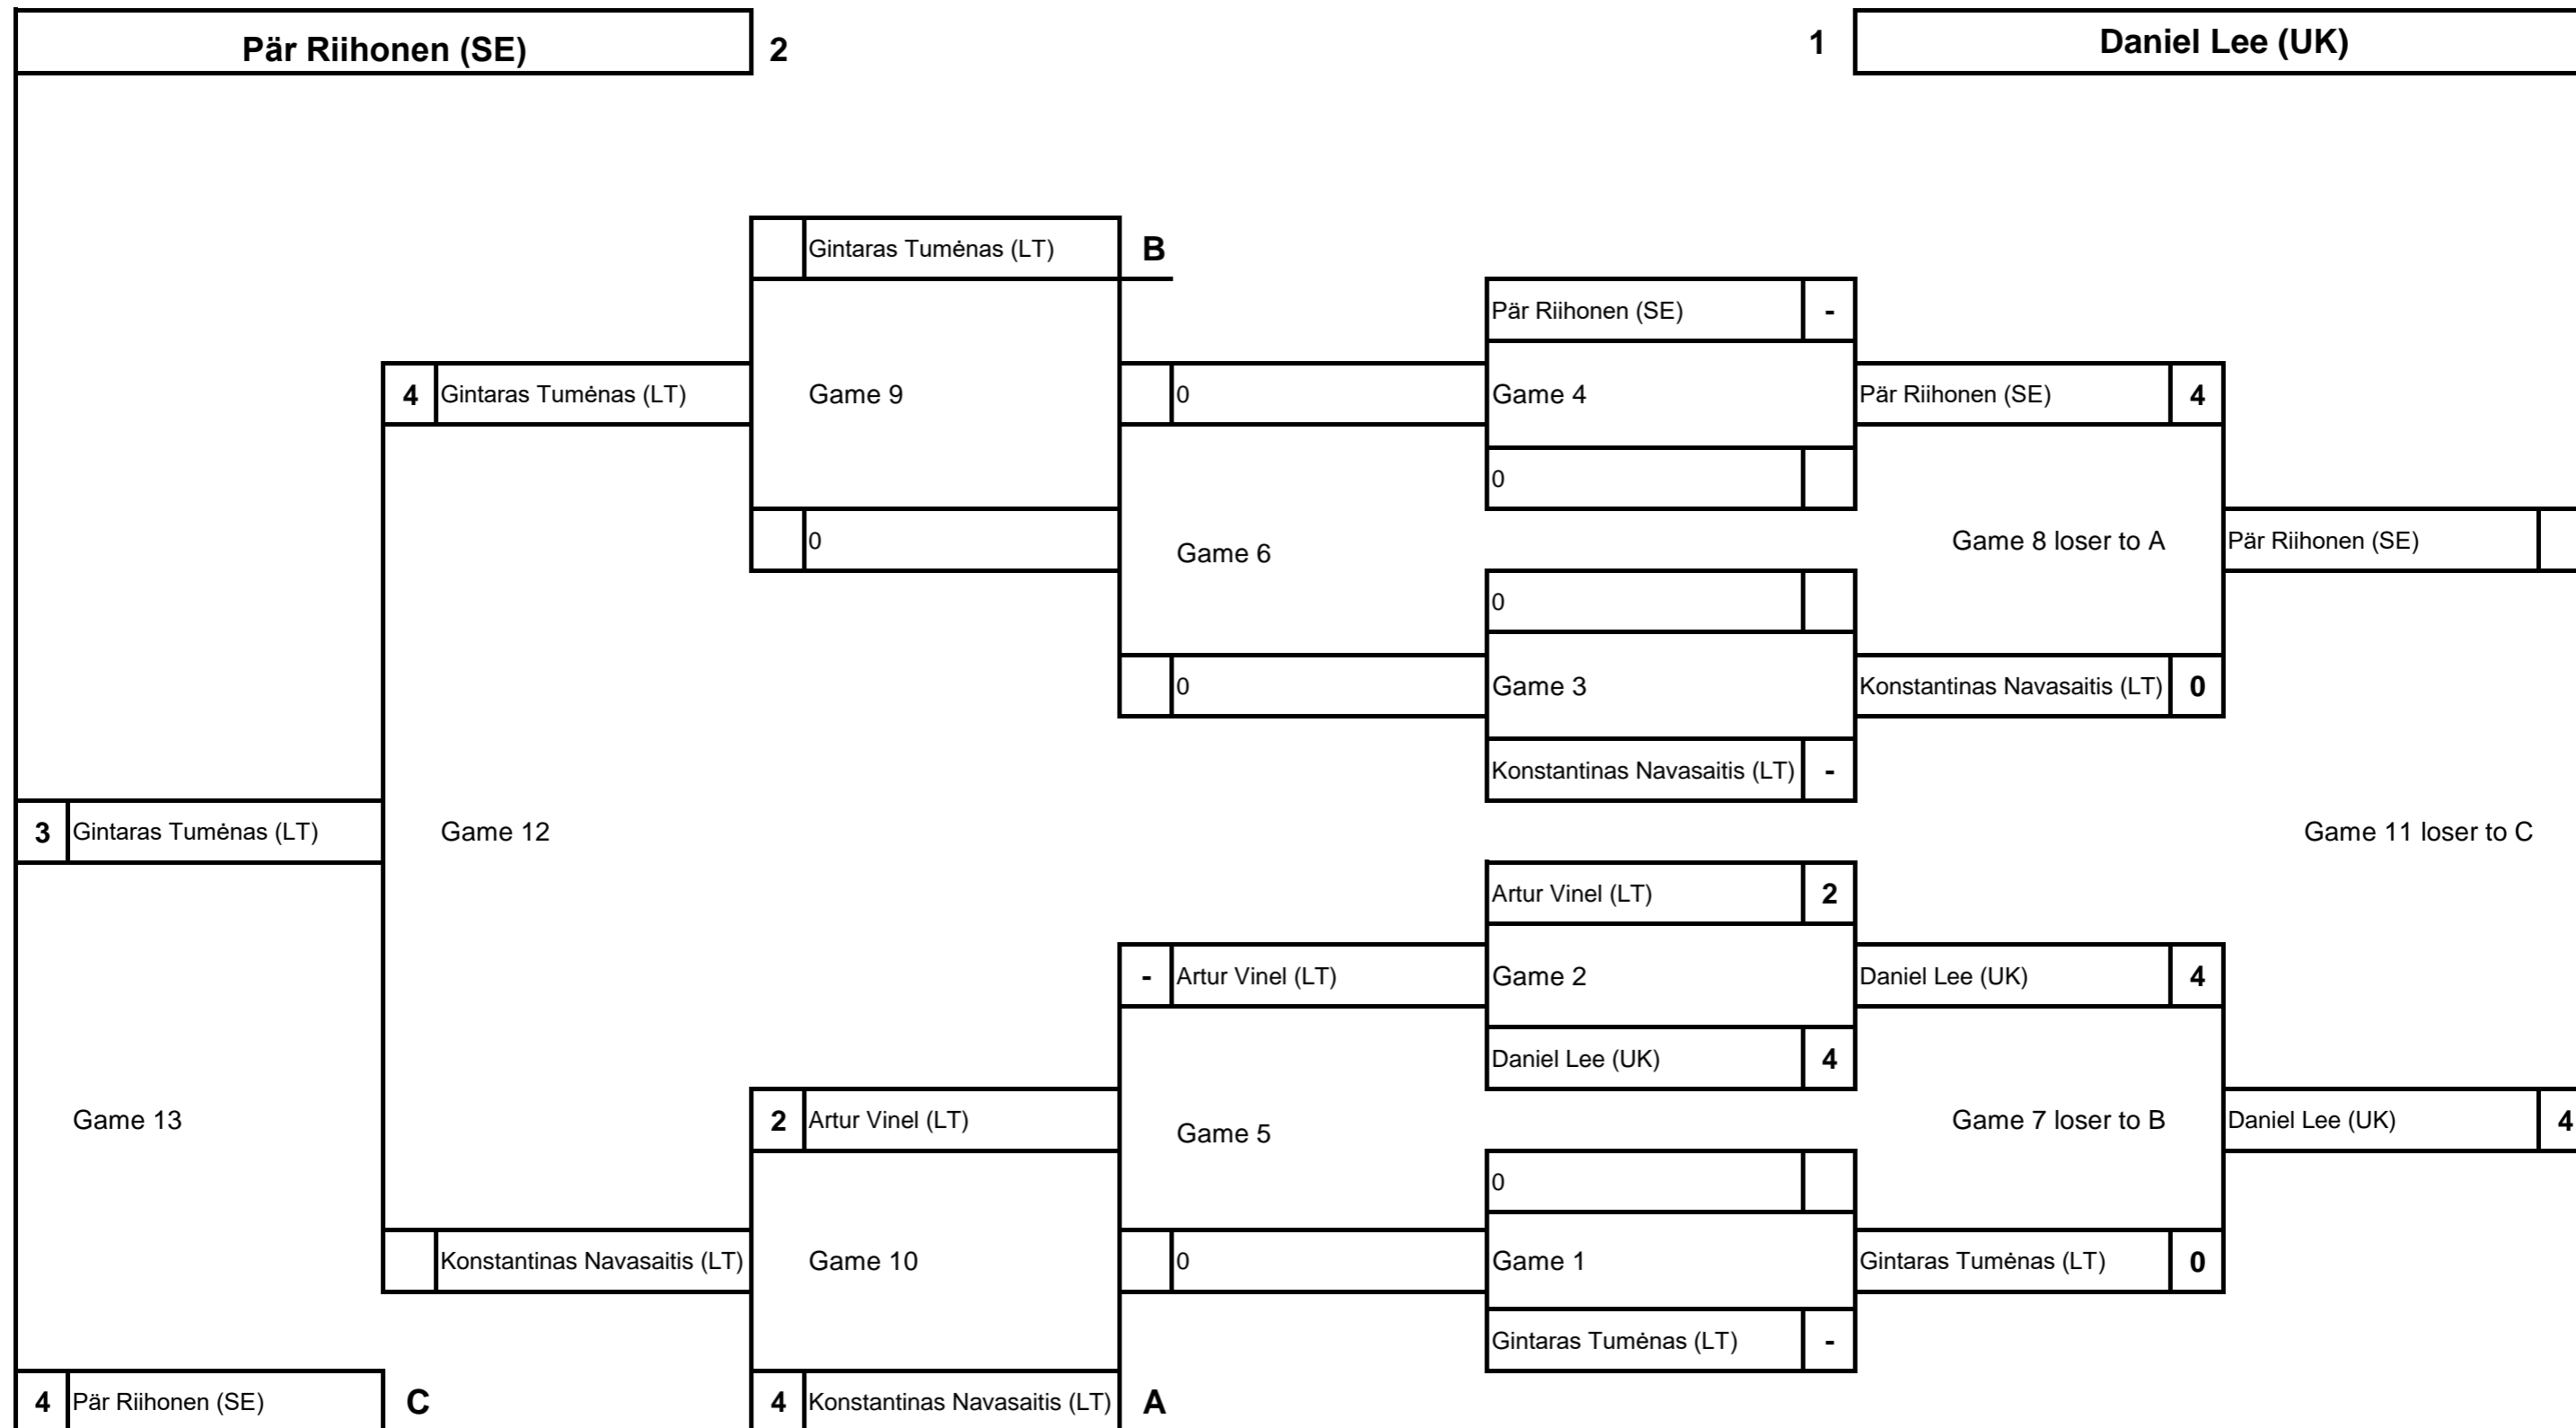 Pär Riihonen (SE) 2 1 Daniel Lee (UK)
Gintaras Tumėnas (LT) B
Pär Riihonen (SE) -
4 Gintaras Tumėnas (LT) Game 9 0 Game 4 Pär Riihonen (SE) 4
0
0 Game 6 Game 8 loser to A Pär Riihonen (SE)
0
0 Game 3 Konstantinas Navasaitis (LT) 0
Konstantinas Navasaitis (LT) -
3 Gintaras Tumėnas (LT) Game 12 Game 11 loser to C
Artur Vinel (LT) 2
- Artur Vinel (LT) Game 2 Daniel Lee (UK) 4
Daniel Lee (UK) 4
Game 13 2 Artur Vinel (LT) Game 5 Game 7 loser to B Daniel Lee (UK) 4
0
Konstantinas Navasaitis (LT) Game 10 0 Game 1 Gintaras Tumėnas (LT) 0
Gintaras Tumėnas (LT) -
4 Pär Riihonen (SE) C 4 Konstantinas Navasaitis (LT) A